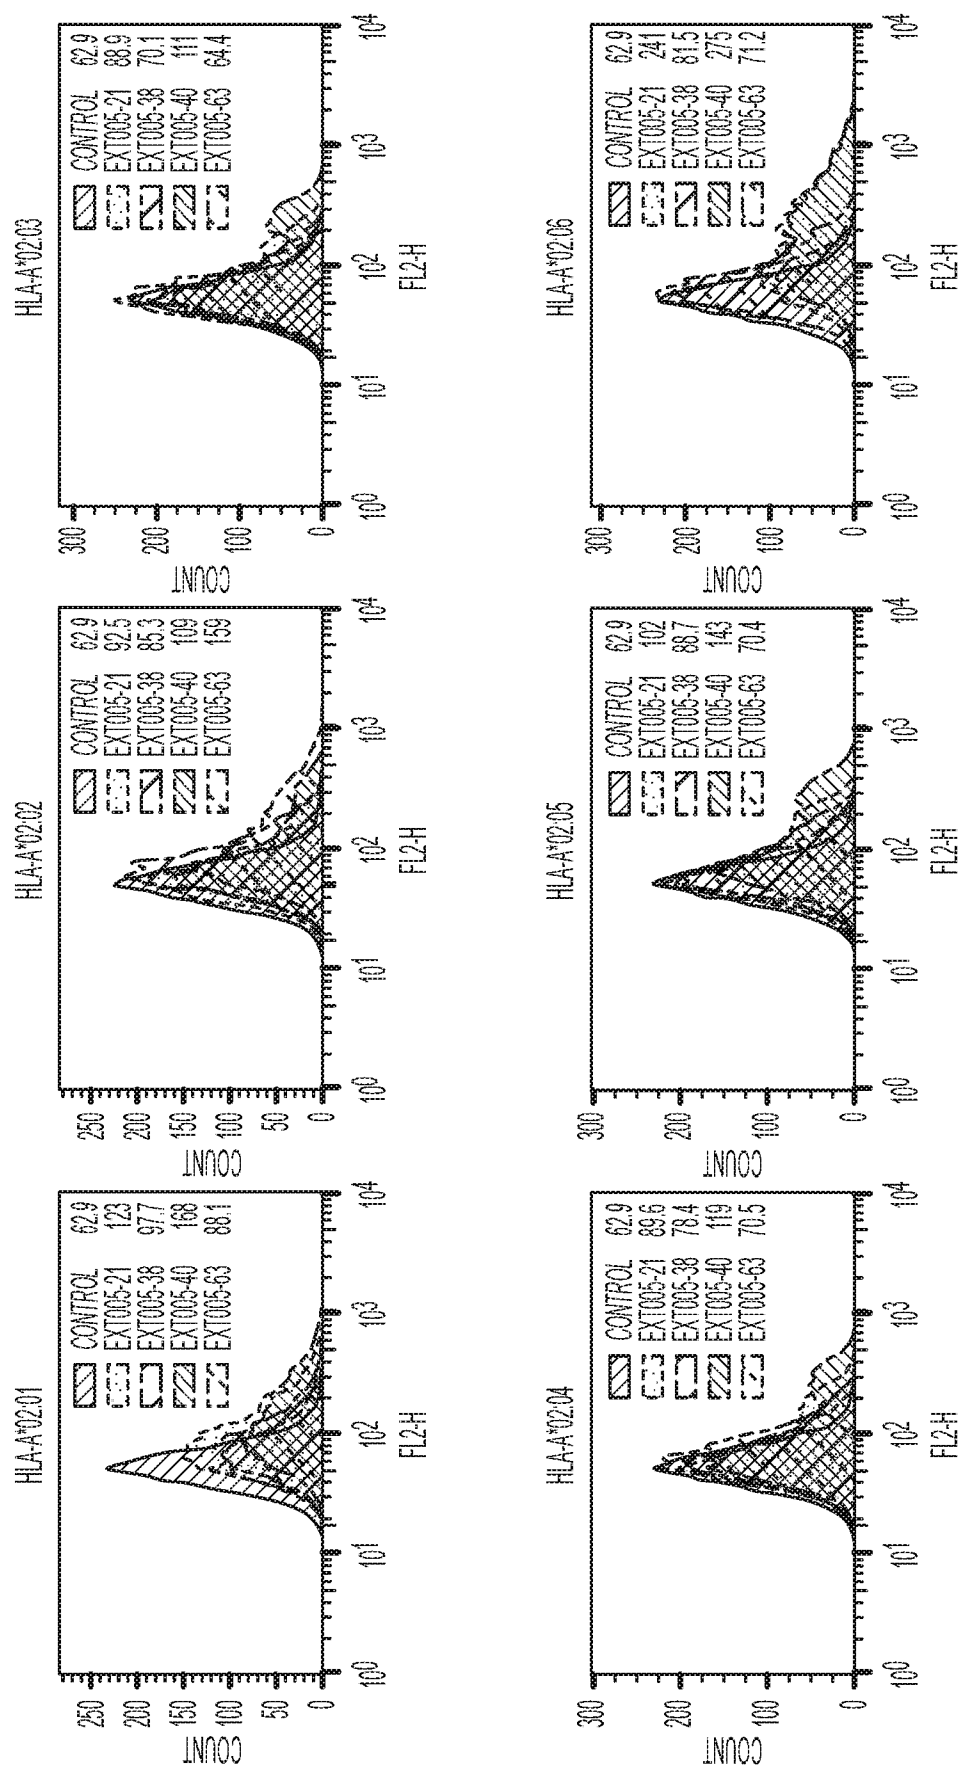 HLA-A*02:01
250
200
150
100
50
0
COUNT
10^0
10^1
10^2
10^3
10^4
FL2-H
CONTROL 62.9
EXT005-21 123
EXT005-38 97.7
EXT005-40 168
EXT005-63 88.1
HLA-A*02:02
250
200
150
100
50
0
COUNT
10^0
10^1
10^2
10^3
10^4
FL2-H
CONTROL 62.9
EXT005-21 92.5
EXT005-38 85.3
EXT005-40 109
EXT005-63 159
HLA-A*02:03
300
200
100
0
COUNT
10^0
10^1
10^2
10^3
10^4
FL2-H
CONTROL 62.9
EXT005-21 88.9
EXT005-38 70.1
EXT005-40 111
EXT005-63 64.4
HLA-A*02:04
300
200
100
0
COUNT
10^0
10^1
10^2
10^3
10^4
FL2-H
CONTROL 62.9
EXT005-21 89.6
EXT005-38 78.4
EXT005-40 119
EXT005-63 70.5
HLA-A*02:05
300
200
100
0
COUNT
10^0
10^1
10^2
10^3
10^4
FL2-H
CONTROL 62.9
EXT005-21 102
EXT005-38 88.7
EXT005-40 143
EXT005-63 70.4
HLA-A*02:06
300
200
100
0
COUNT
10^0
10^1
10^2
10^3
10^4
FL2-H
CONTROL 62.9
EXT005-21 241
EXT005-38 81.5
EXT005-40 275
EXT005-63 71.2